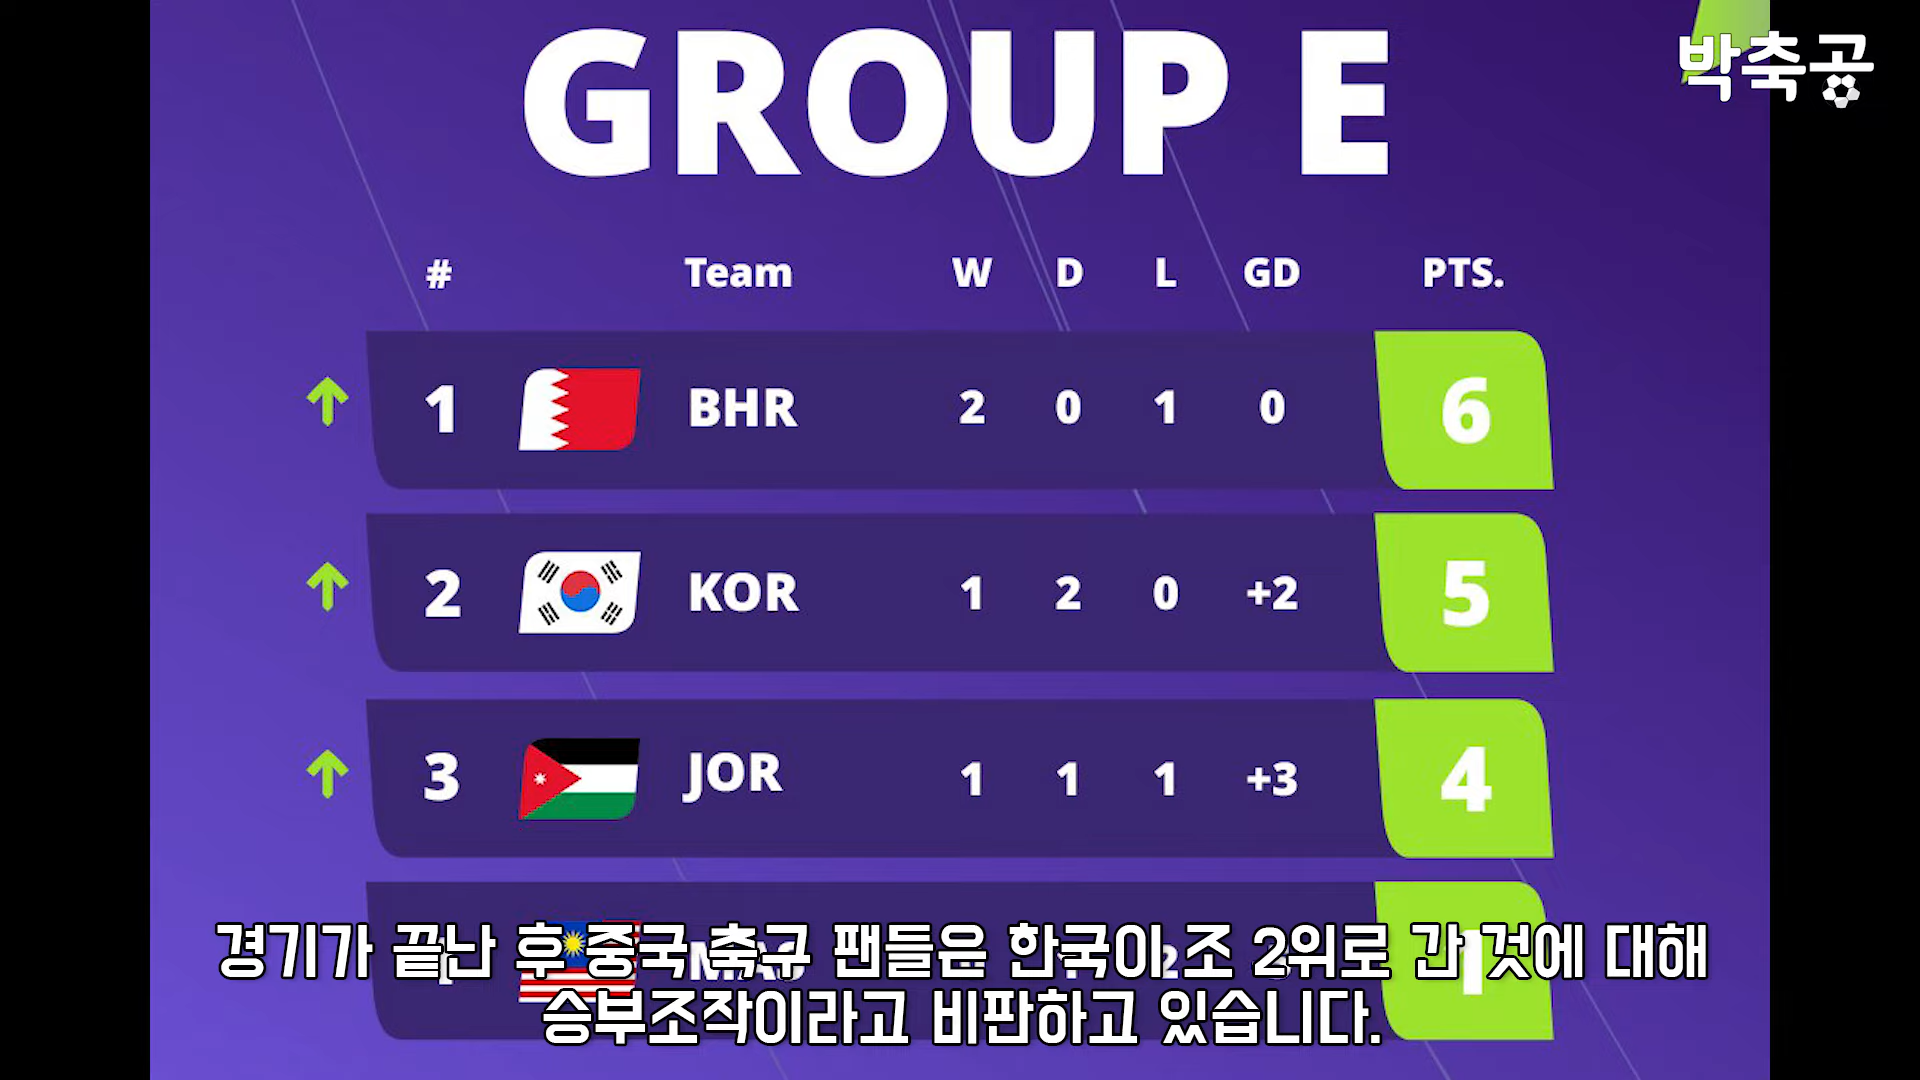 GROUP E
박축공
# Team W D L GD PTS.
1 BHR 2 0 1 0 6
2 KOR 1 2 0 +2 5
3 JOR 1 1 1 +3 4
1
경기가 끝난 후 중국 축구 팬들은 한국이 조 2위로 간 것에 대해
승부조작이라고 비판하고 있습니다.